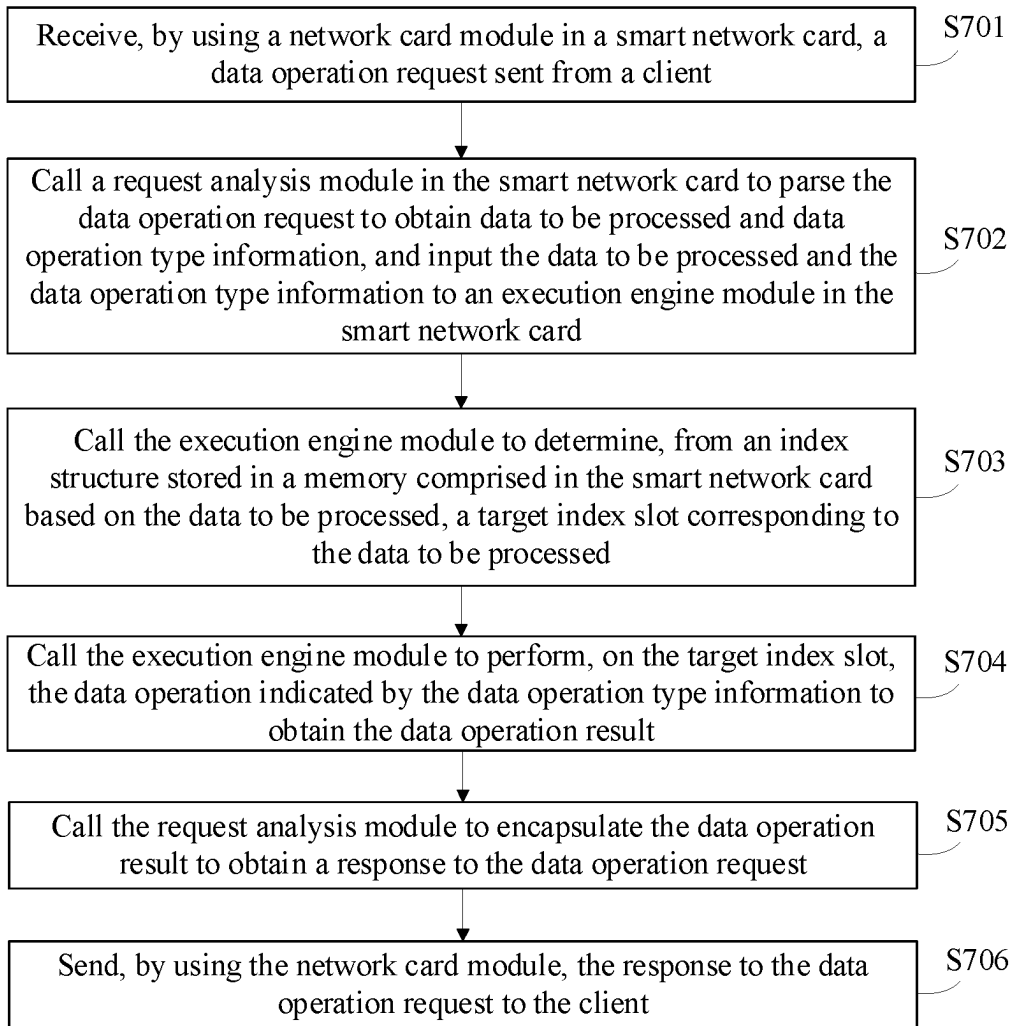 Receive, by using a network card module in a smart network card, a
data operation request sent from a client
S701
Call a request analysis module in the smart network card to parse the
data operation request to obtain data to be processed and data
operation type information, and input the data to be processed and the
data operation type information to an execution engine module in the
smart network card
S702
Call the execution engine module to determine, from an index
structure stored in a memory comprised in the smart network card
based on the data to be processed, a target index slot corresponding to
the data to be processed
S703
Call the execution engine module to perform, on the target index slot,
the data operation indicated by the data operation type information to
obtain the data operation result
S704
Call the request analysis module to encapsulate the data operation
result to obtain a response to the data operation request
S705
Send, by using the network card module, the response to the data
operation request to the client
S706